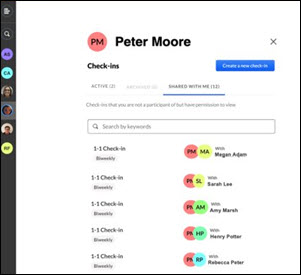 PM Peter Moore
Check-ins
Create a new check-in
ACTIVE (2) ARCHIVED (2) SHARED WITH ME (12)
Check-ins that you are not a participant of but have permission to view.
Search by keywords
AS
CA
RF
1-1 Check-in
Biweekly
PM MA With
Megan Adam
1-1 Check-in
Biweekly
PM SL With
Sarah Lee
1-1 Check-in
Biweekly
PM AM With
Amy Marsh
1-1 Check-in
Biweekly
PM HP With
Henry Potter
1-1 Check-in
Biweekly
PM RP With
Rebecca Peter